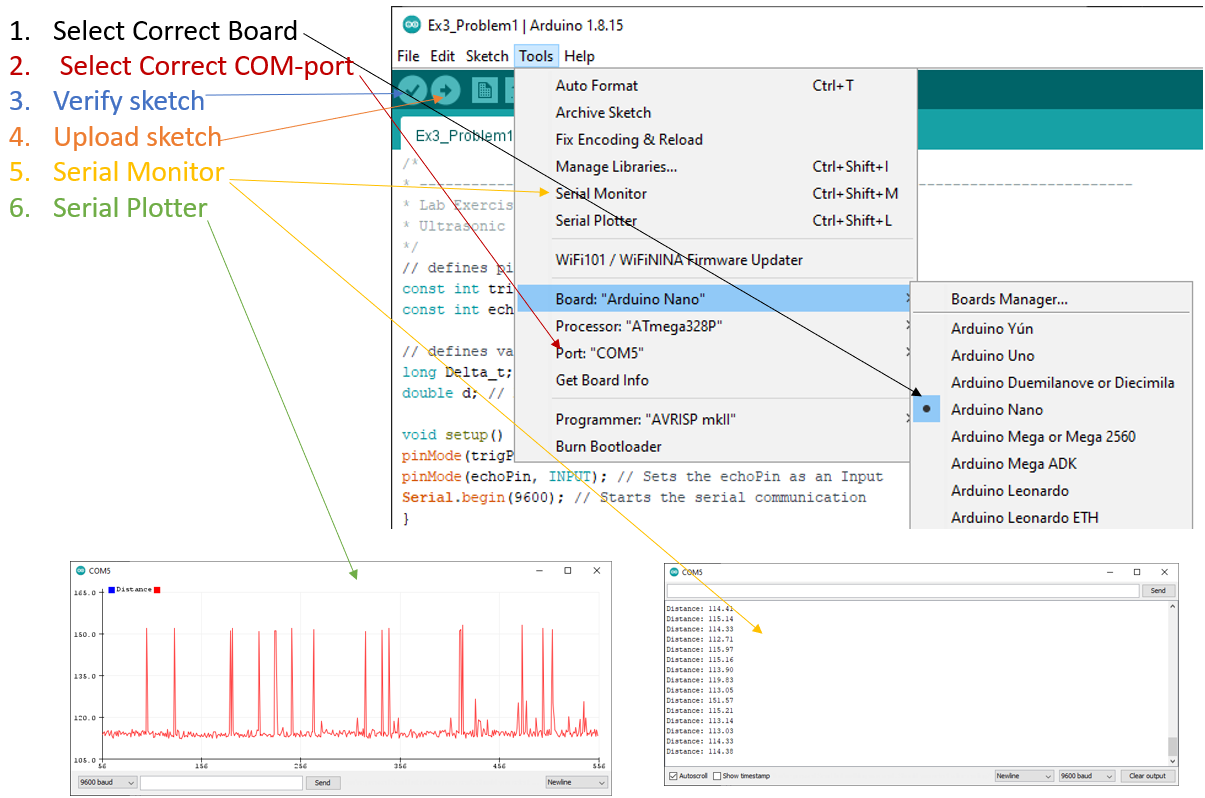 1. Select Correct Board
2. Select Correct COM-port
3. Verify sketch
4. Upload sketch
5. Serial Monitor
6. Serial Plotter
Ex3_Problem1 | Arduino 1.8.15
File Edit Sketch Tools Help
Ex3_Problem1
/*
* ----------
* Lab Exercis
* Ultrasonic
*/
// defines pi
const int tri
const int ech
// defines va
long Delta_t;
double d; //
void setup()
pinMode(trigP
pinMode(echoPin, INPUT); // Sets the echoPin as an Input
Serial.begin(9600); // Starts the serial communication
}
Auto Format Ctrl+T
Archive Sketch
Fix Encoding & Reload
Manage Libraries... Ctrl+Shift+I
Serial Monitor Ctrl+Shift+M
Serial Plotter Ctrl+Shift+L
WiFi101 / WiFiNINA Firmware Updater
Board: "Arduino Nano"
Processor: "ATmega328P"
Port: "COM5"
Get Board Info
Programmer: "AVRISP mkII"
Burn Bootloader
Boards Manager...
Arduino Yún
Arduino Uno
Arduino Duemilanove or Diecimila
Arduino Nano
Arduino Mega or Mega 2560
Arduino Mega ADK
Arduino Leonardo
Arduino Leonardo ETH
COM5
Distance
165.0
150.0
135.0
120.0
105.0
56 156 256 356 456 556
9600 baud Send Newline
COM5
Send
Distance: 114.41
Distance: 115.14
Distance: 114.33
Distance: 112.71
Distance: 115.97
Distance: 115.16
Distance: 113.90
Distance: 119.83
Distance: 113.05
Distance: 151.57
Distance: 115.21
Distance: 113.14
Distance: 113.03
Distance: 114.33
Distance: 114.38
Autoscroll Show timestamp Newline 9600 baud Clear output